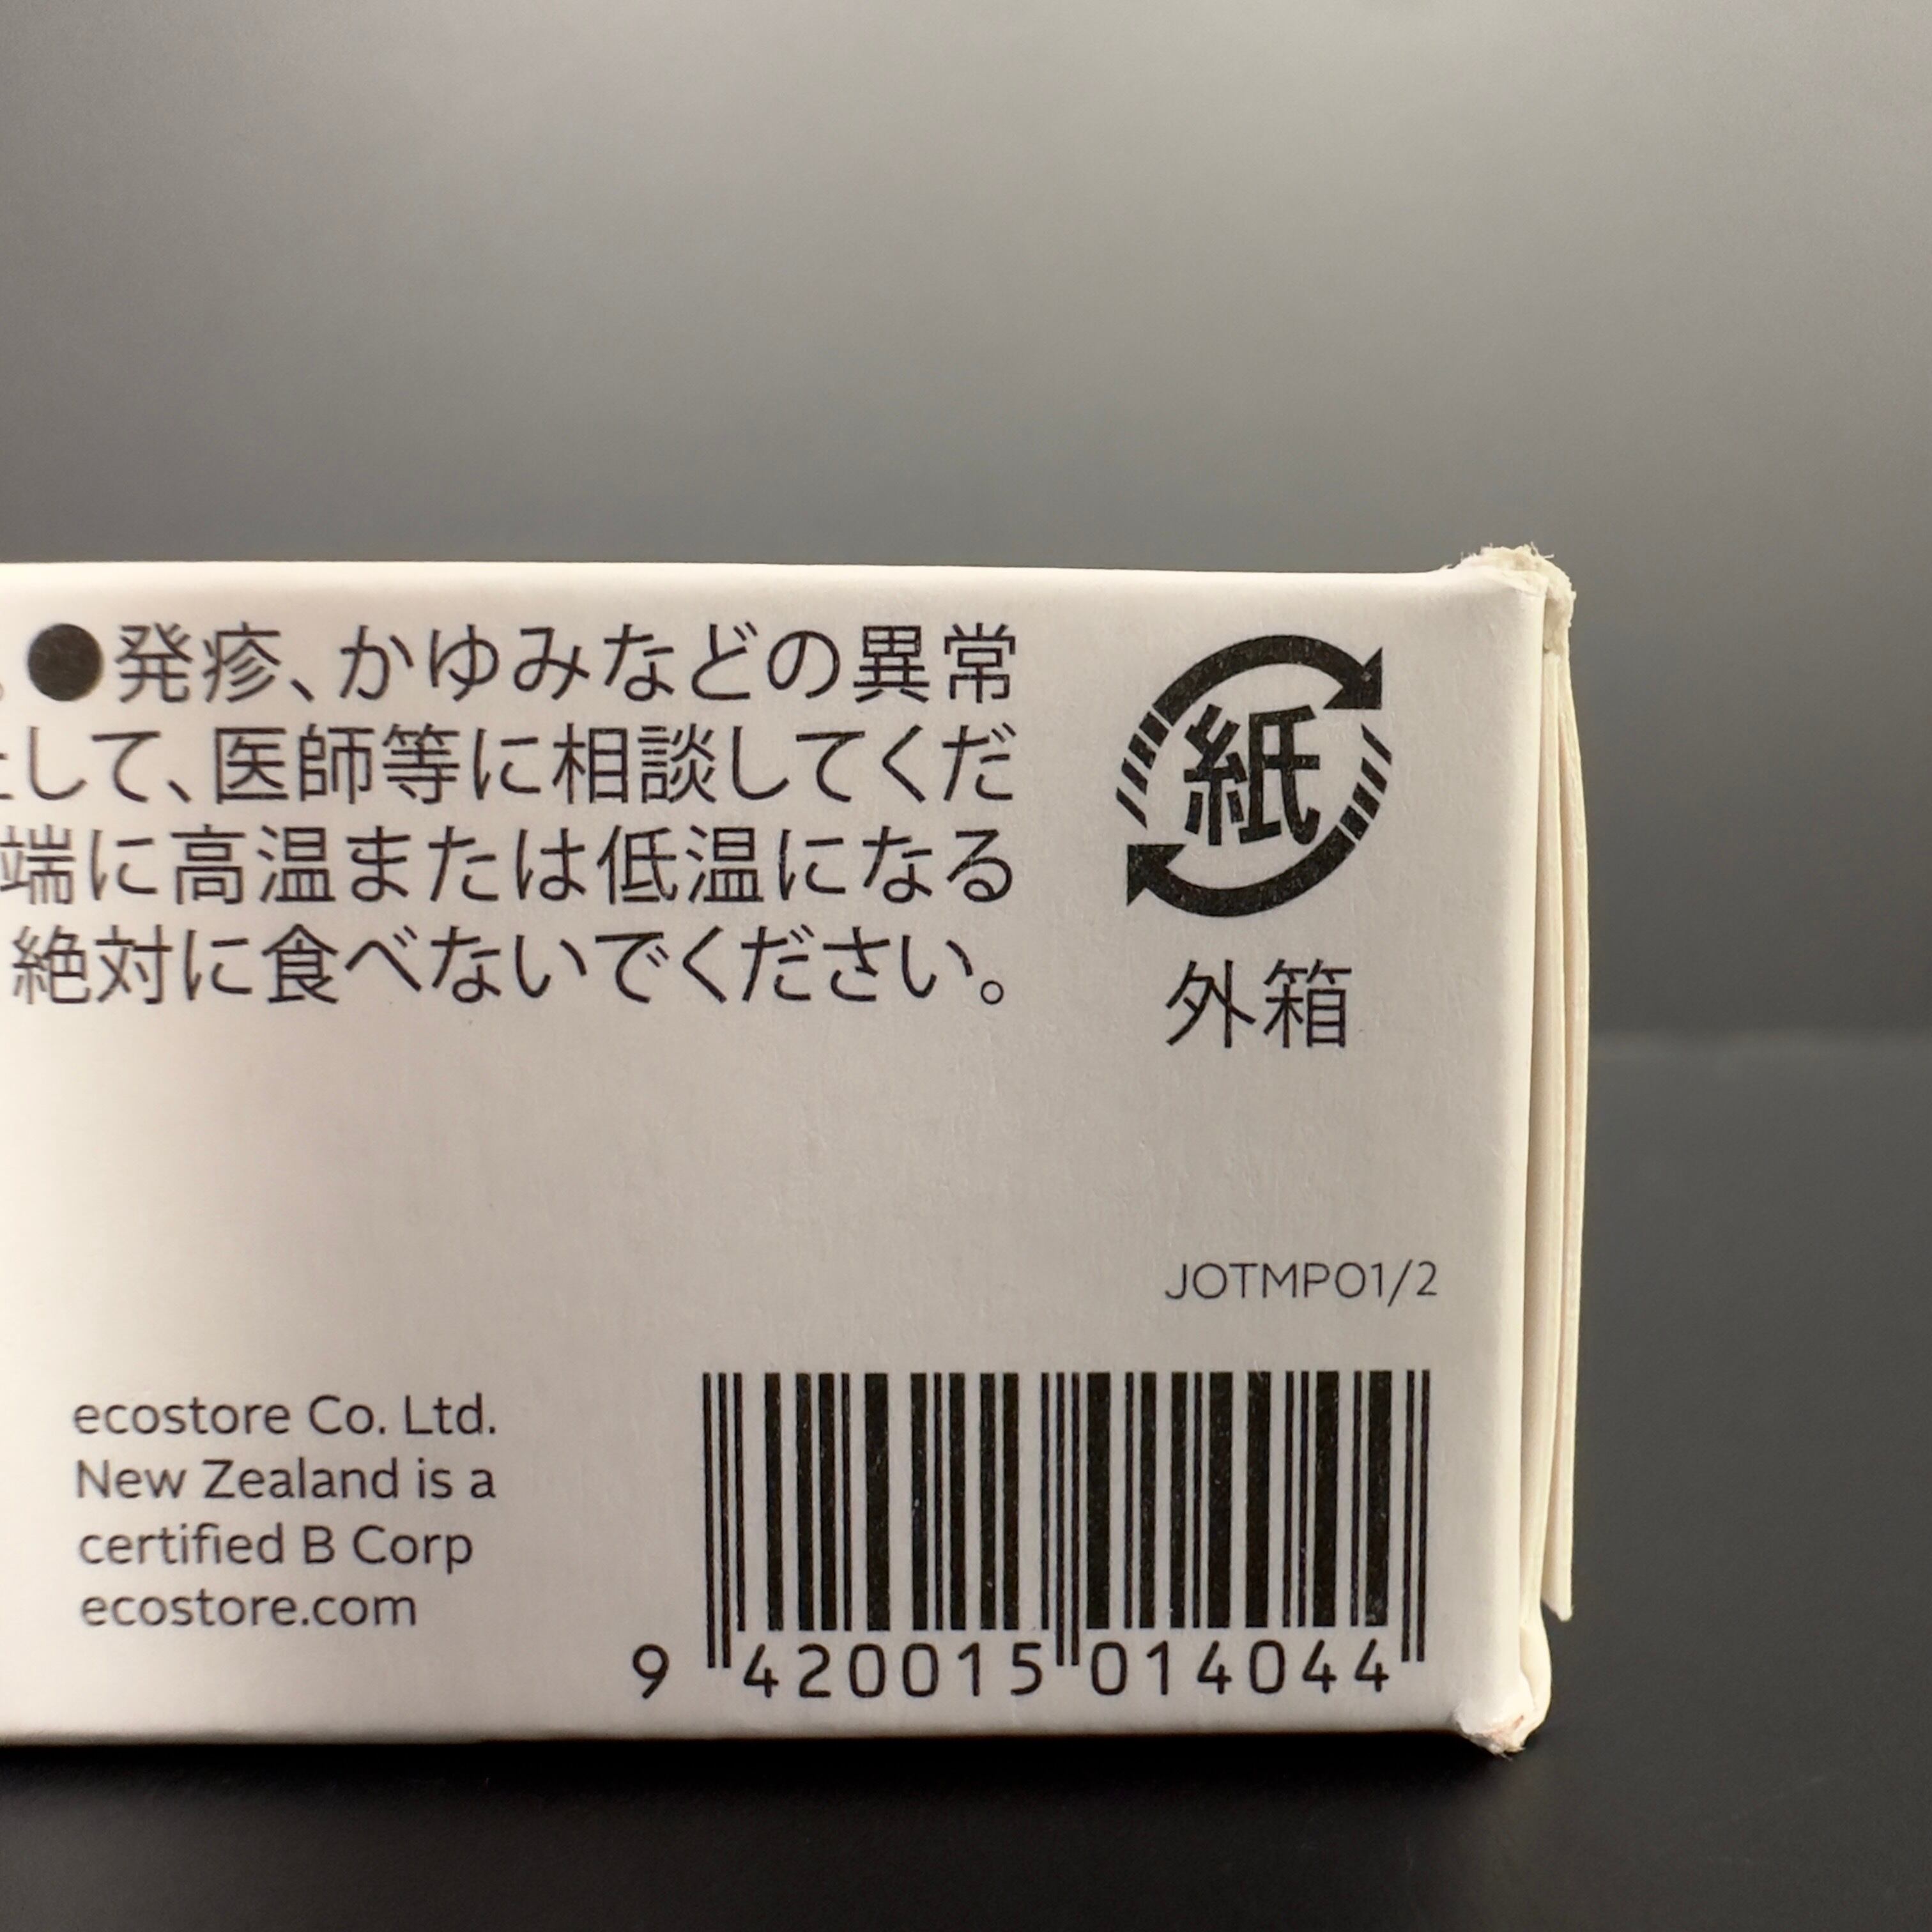 ●発疹、かゆみなどの異常
して、医師等に相談してくだ
端に高温または低温になる
絶対に食べないでください。
紙
外箱
JOTMP01/2
ecostore Co. Ltd.
New Zealand is a
certified B Corp
ecostore.com
9 420015 014044